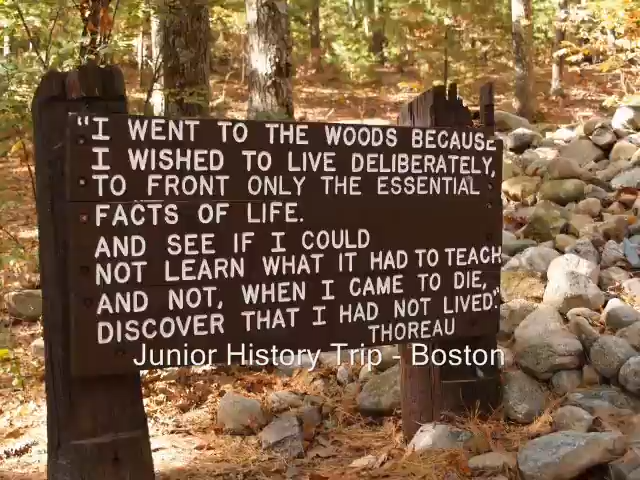 "I WENT TO THE WOODS BECAUSE
I WISHED TO LIVE DELIBERATELY,
TO FRONT ONLY THE ESSENTIAL
FACTS OF LIFE.
AND SEE IF I COULD
NOT LEARN WHAT IT HAD TO TEACH
AND NOT, WHEN I CAME TO DIE,
DISCOVER THAT I HAD NOT LIVED."
THOREAU
Junior History Trip - Boston